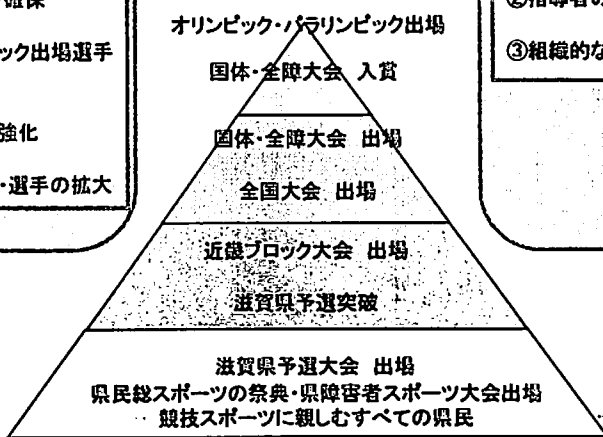 確保
ック出場選手
強化
・選手の拡大
オリンピック・パラリンピック出場
国体・全障大会 入賞
国体・全障大会 出場
全国大会 出場
近畿ブロック大会 出場
滋賀県予選突破
滋賀県予選大会 出場
県民総スポーツの祭典・県障害者スポーツ大会出場
競技スポーツに親しむすべての県民
②指導者の
③組織的な